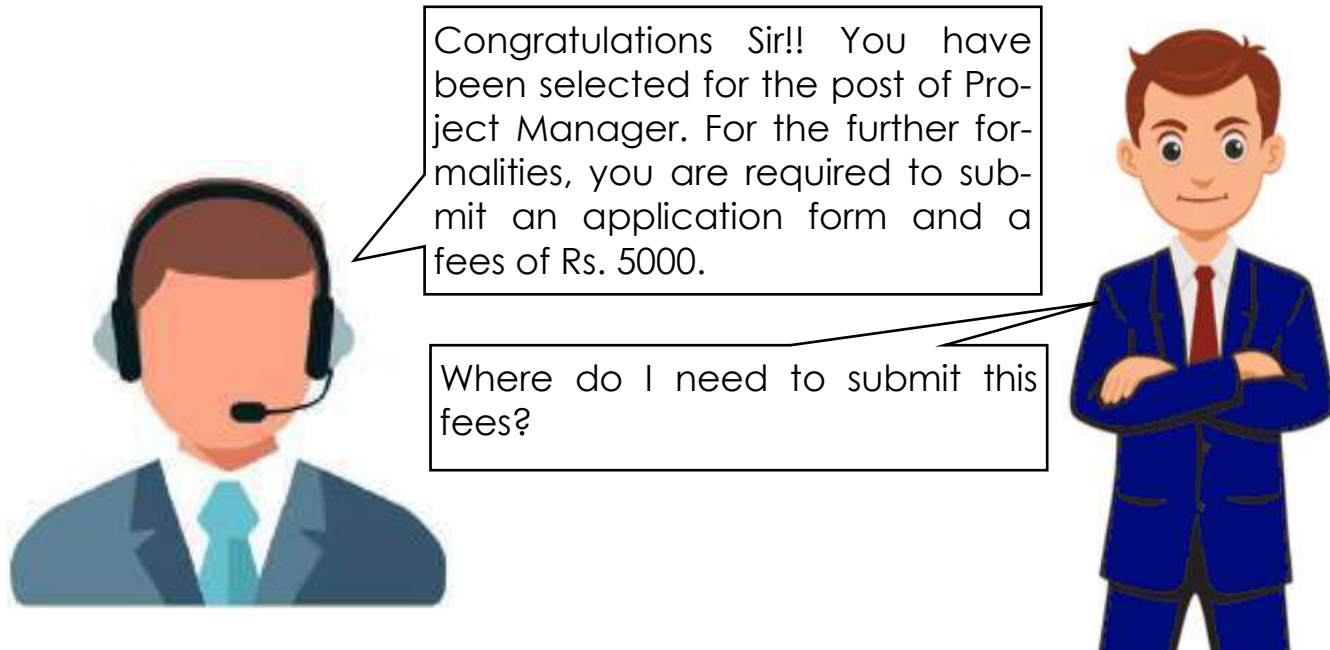 Congratulations Sir!! You have
been selected for the post of Pro-
ject Manager. For the further for-
malities, you are required to sub-
mit an application form and a
fees of Rs. 5000.
Where do I need to submit this
fees?